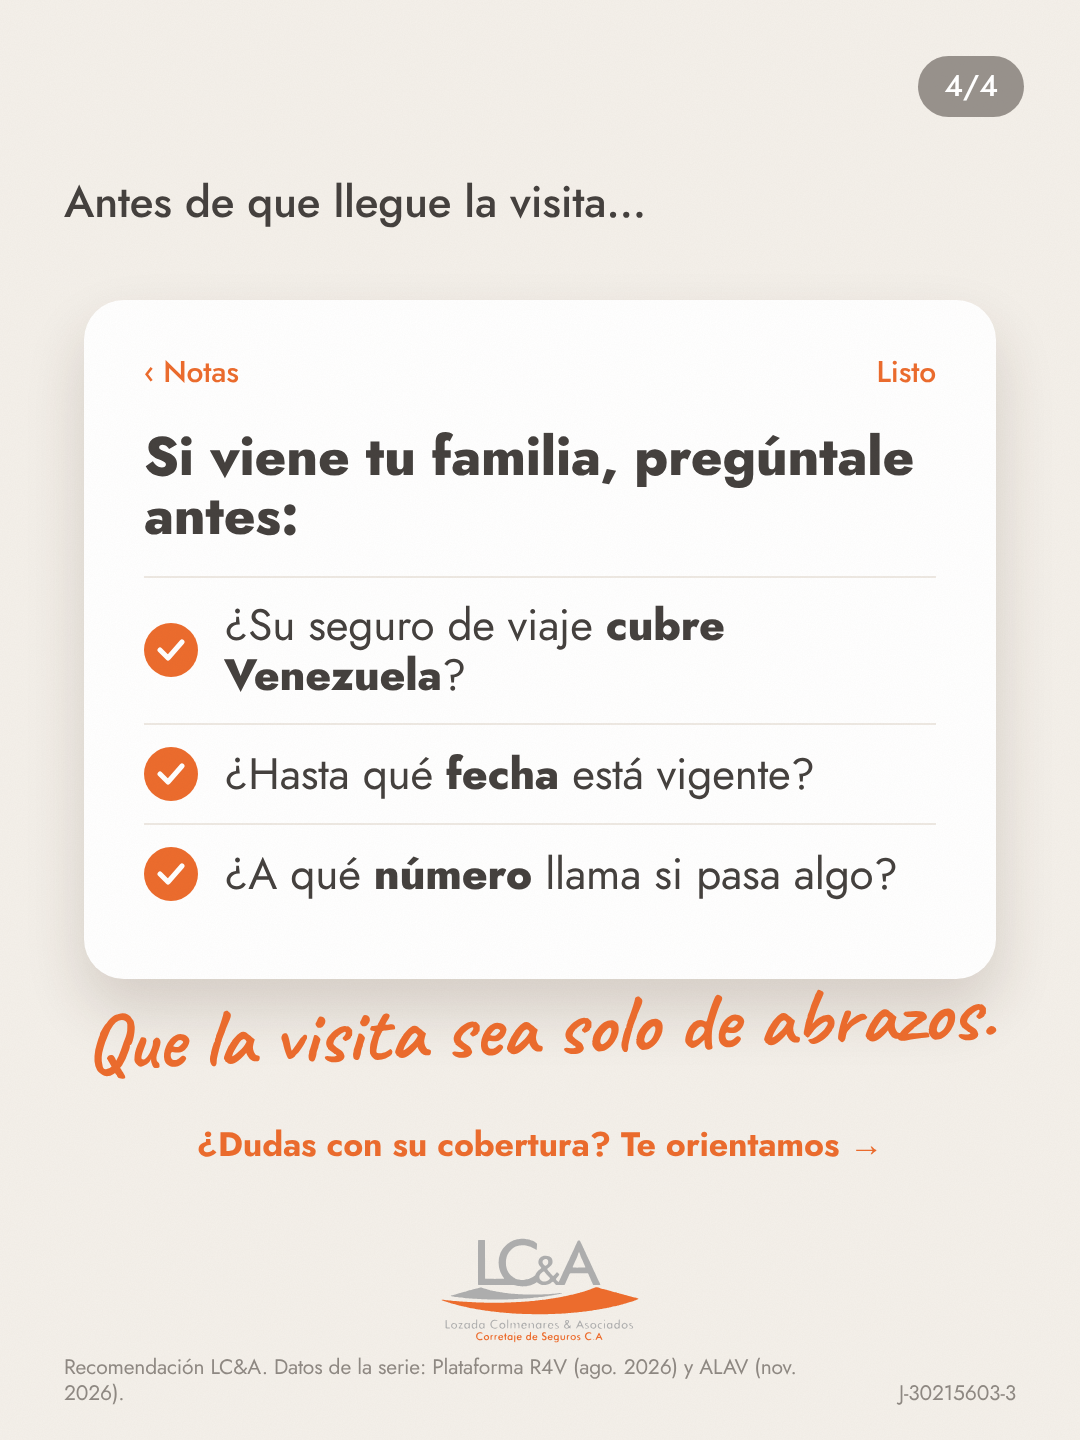 4/4
Antes de que llegue la visita...
‹ Notas
Listo
Si viene tu familia, pregúntale
antes:
¿Su seguro de viaje cubre
Venezuela?
¿Hasta qué fecha está vigente?
¿A qué número llama si pasa algo?
Que la visita sea solo de abrazos.
¿Dudas con su cobertura? Te orientamos →
LC&A
Lozada Colmenares & Asociados
Corretaje de Seguros C.A
Recomendación LC&A. Datos de la serie: Plataforma R4V (ago. 2026) y ALAV (nov.
2026).
J-30215603-3